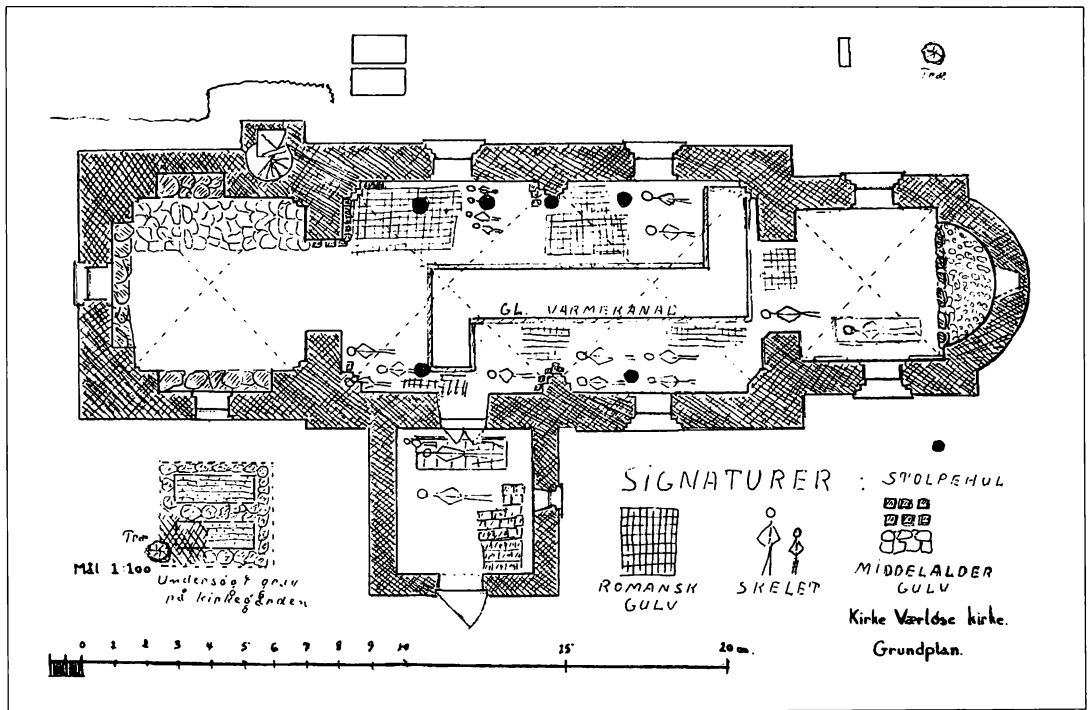 Træ
GL. VARMEKANAL
SIGNATURER :
STOLPEHUL
ROMANSK
GULV
SKELET
MIDDELALDER
GULV
Træ
Mål 1:100
Undersøgt grav
på kirkegården
Kirke Værløse kirke.
Grundplan.
0 1 2 3 4 5 6 7 8 9 10 15 20 m.